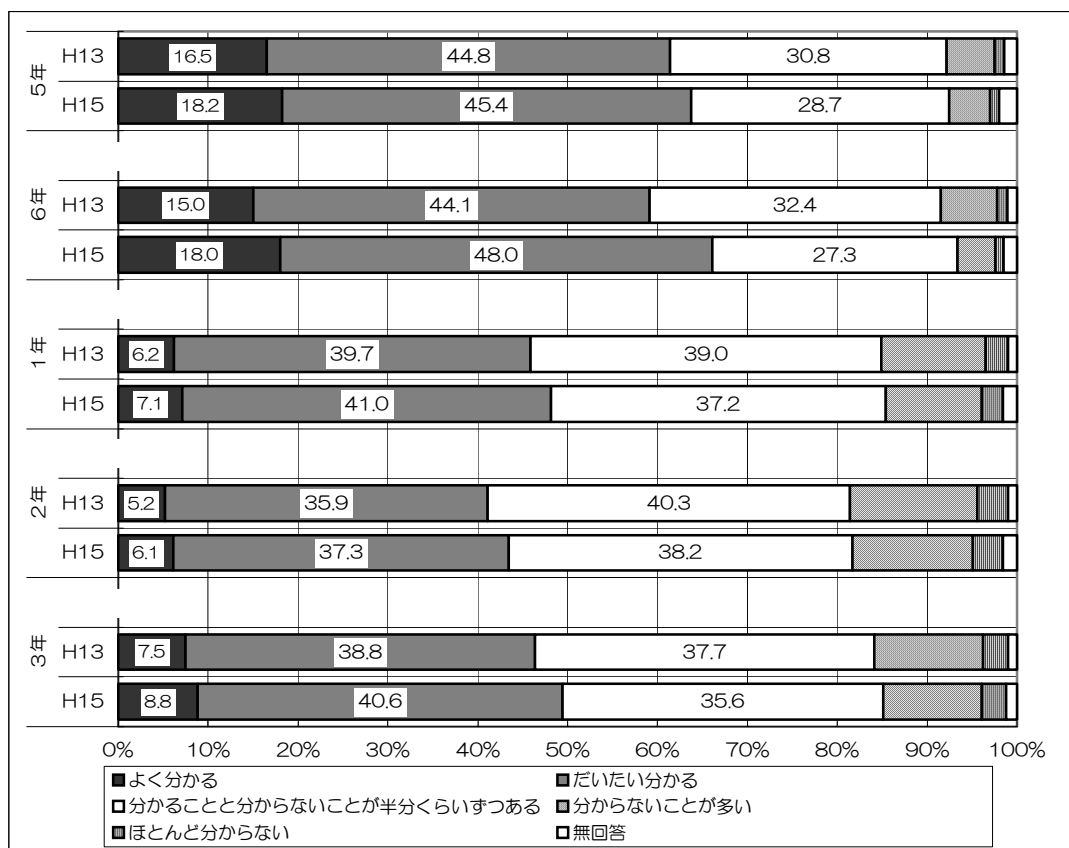 5年
H13 16.5 44.8 30.8
H15 18.2 45.4 28.7
6年
H13 15.0 44.1 32.4
H15 18.0 48.0 27.3
1年
H13 6.2 39.7 39.0
H15 7.1 41.0 37.2
2年
H13 5.2 35.9 40.3
H15 6.1 37.3 38.2
3年
H13 7.5 38.8 37.7
H15 8.8 40.6 35.6
0% 10% 20% 30% 40% 50% 60% 70% 80% 90% 100%
よく分かる だいたい分かる
分かることと分からないことが半分くらいずつある 分からないことが多い
ほとんど分からない 無回答